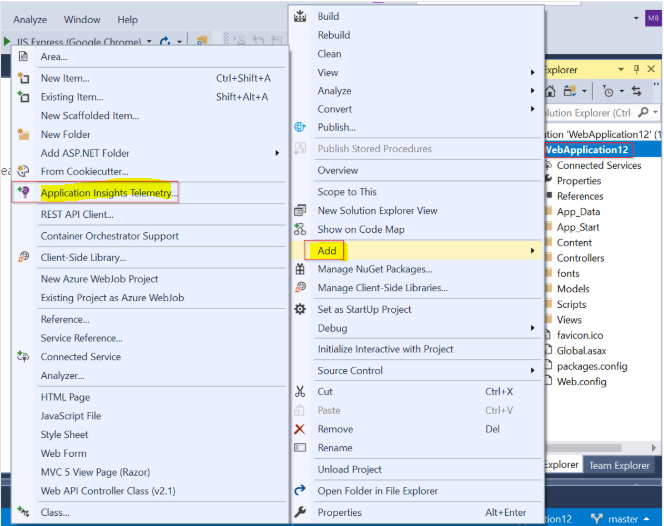 Analyze Window Help
IIS Express (Google Chrome)
MB
Area...
New Item... Ctrl+Shift+A
Existing Item... Shift+Alt+A
New Scaffolded Item...
New Folder
Add ASP.NET Folder
From Cookiecutter...
Application Insights Telemetry...
REST API Client...
Container Orchestrator Support
Client-Side Library...
New Azure WebJob Project
Existing Project as Azure WebJob
Reference...
Service Reference...
Connected Service
Analyzer...
HTML Page
JavaScript File
Style Sheet
Web Form
MVC 5 View Page (Razor)
Web API Controller Class (v2.1)
Class...
Build
Rebuild
Clean
View
Analyze
Convert
Publish...
Publish Stored Procedures
Overview
Scope to This
New Solution Explorer View
Show on Code Map
Add
Manage NuGet Packages...
Manage Client-Side Libraries...
Set as StartUp Project
Debug
Initialize Interactive with Project
Source Control
Cut Ctrl+X
Paste Ctrl+V
Remove Del
Rename
Unload Project
Open Folder in File Explorer
Properties Alt+Enter
xplorer
olution Explorer (Ctrl
tion 'WebApplication12' (1
WebApplication12
Connected Services
Properties
References
App_Data
App_Start
Content
Controllers
fonts
Models
Scripts
Views
favicon.ico
Global.asax
packages.config
Web.config
xplorer Team Explorer
tion12 master